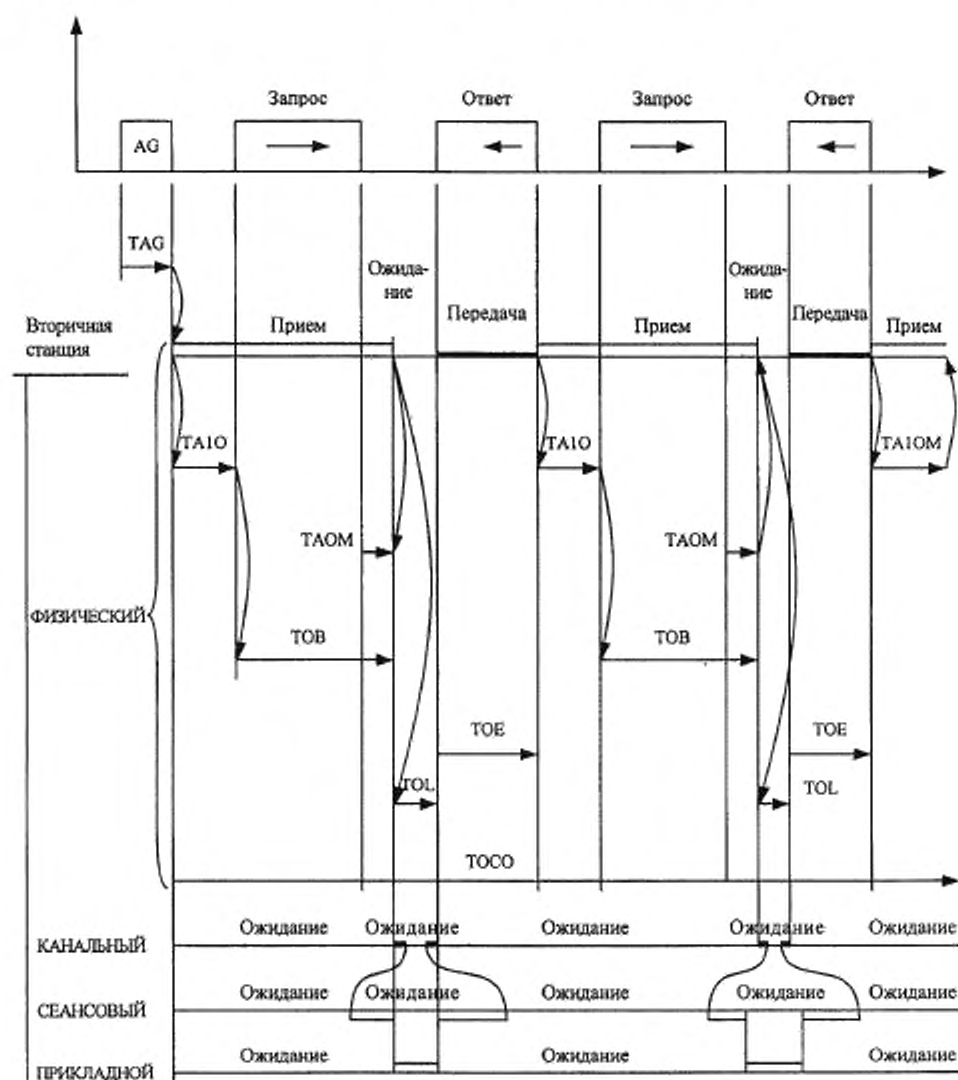 Запрос
Ответ
Запрос
Ответ
AG
TAG
Ожида-
ние
Ожида-
ние
Вторичная
станция
Прием
Передача
Прием
Передача
Прием
TA1O
TA1O
TA1OM
TAOM
TAOM
ФИЗИЧЕСКИЙ
TOB
TOB
TOE
TOE
TOL
TOL
TOCO
КАНАЛЬНЫЙ
Ожидание
Ожидание
Ожидание
Ожидание
Ожидание
СЕАНСОВЫЙ
Ожидание
Ожидание
Ожидание
Ожидание
Ожидание
ПРИКЛАДНОЙ
Ожидание
Ожидание
Ожидание